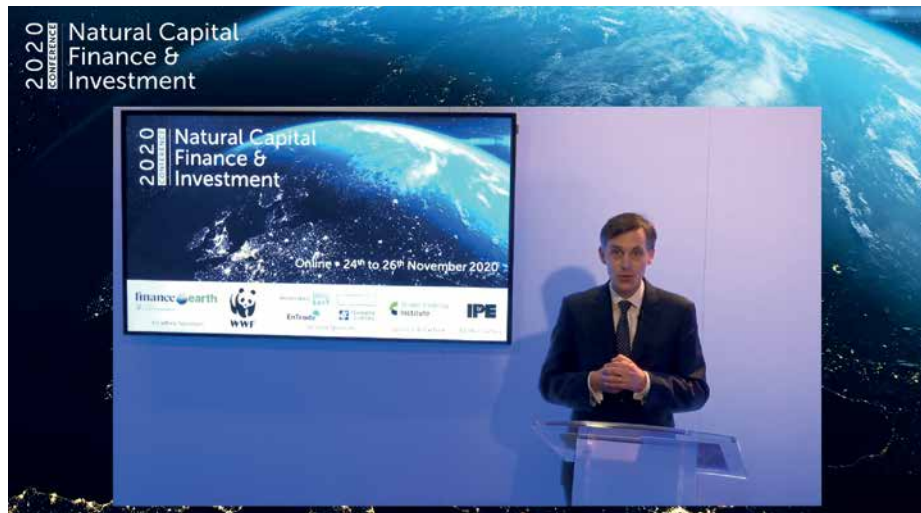 2020
CONFERENCE
Natural Capital
Finance &
Investment
2020
CONFERENCE
Natural Capital
Finance &
Investment
Online • 24th to 26th November 2020
finance earth
WWF
EnTrade
IPE